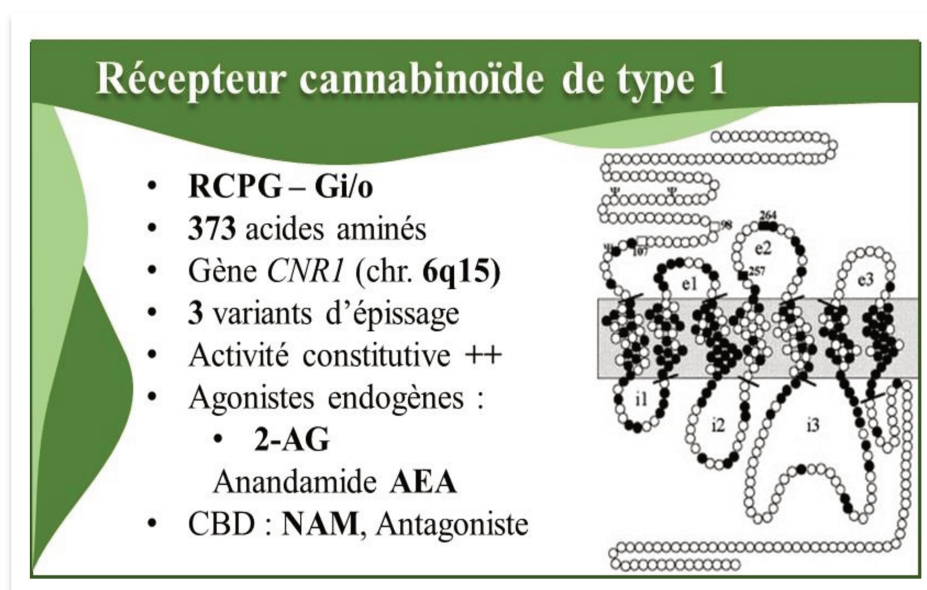 Récepteur cannabinoïde de type 1
• RCPG – Gi/o
• 373 acides aminés
• Gène CNR1 (chr. 6q15)
• 3 variants d’épissage
• Activité constitutive ++
• Agonistes endogènes :
• 2-AG
Anandamide AEA
• CBD : NAM, Antagoniste
Ψ Ψ
98
264
Ψ
107
e2
257
e1
e3
i1
i2
i3